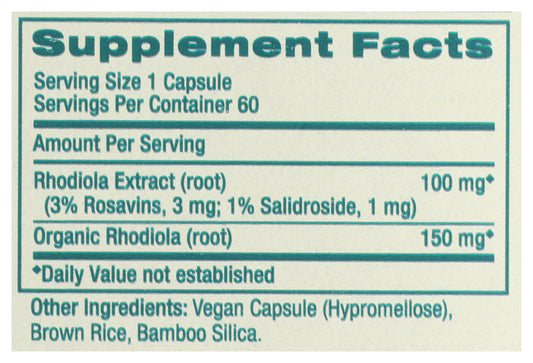 Supplement Facts
Serving Size 1 Capsule
Servings Per Container 60
Amount Per Serving
Rhodiola Extract (root) 100 mg◆
(3% Rosavins, 3 mg; 1% Salidroside, 1 mg)
Organic Rhodiola (root) 150 mg◆
◆Daily Value not established
Other Ingredients: Vegan Capsule (Hypromellose),
Brown Rice, Bamboo Silica.